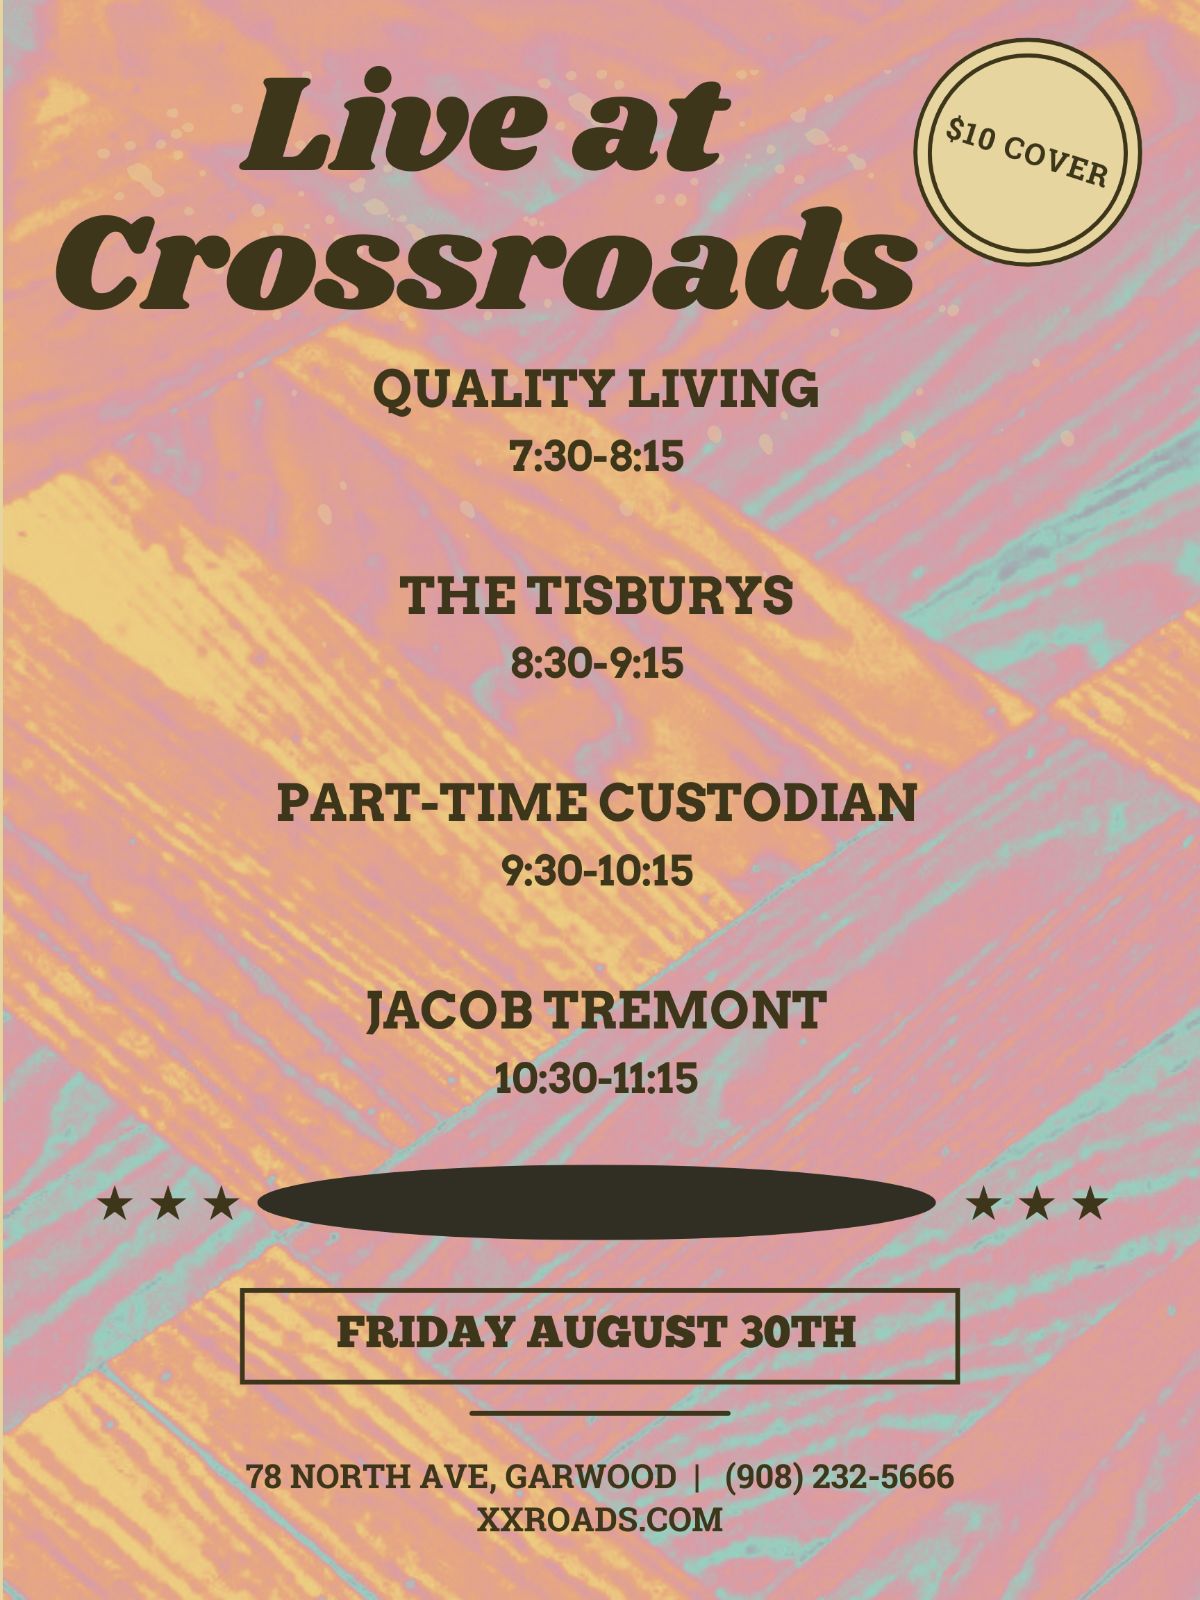 Live at
Crossroads
$10 COVER
QUALITY LIVING
7:30-8:15
THE TISBURYS
8:30-9:15
PART-TIME CUSTODIAN
9:30-10:15
JACOB TREMONT
10:30-11:15
FRIDAY AUGUST 30TH
78 NORTH AVE, GARWOOD | (908) 232-5666
XXROADS.COM